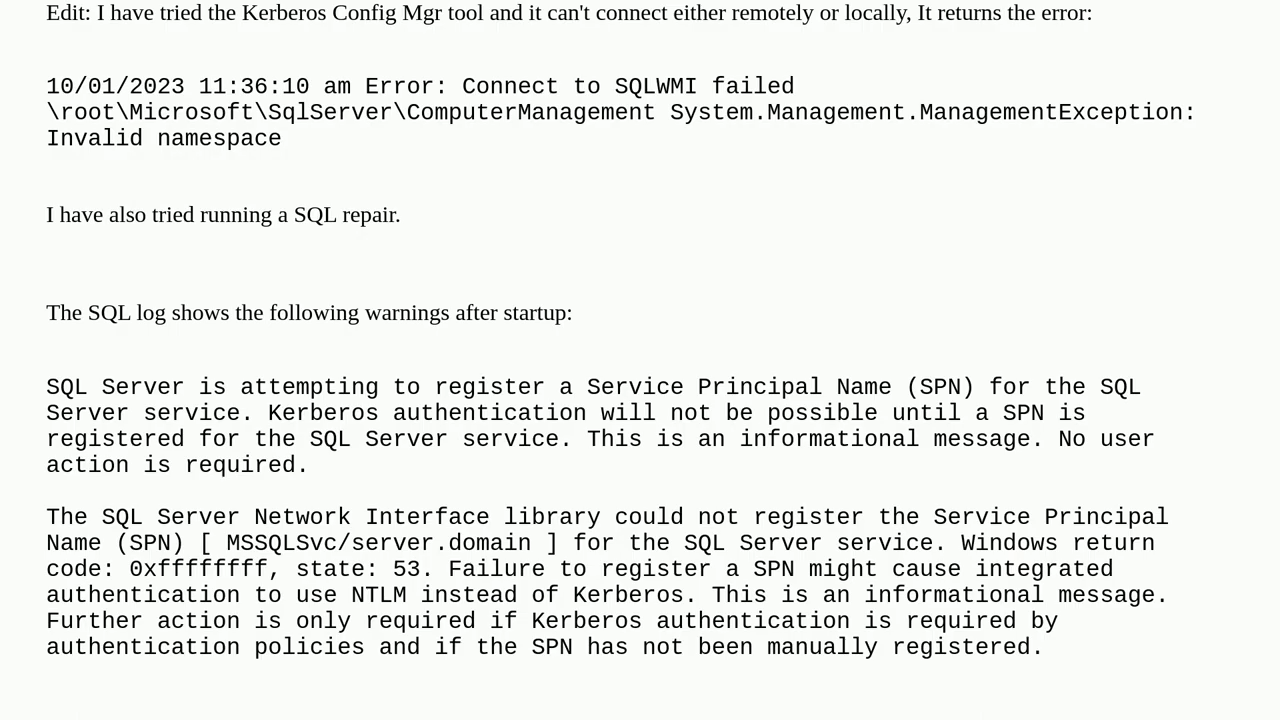 Edit: I have tried the Kerberos Config Mgr tool and it can't connect either remotely or locally, It returns the error:
10/01/2023 11:36:10 am Error: Connect to SQLWMI failed
\root\Microsoft\SqlServer\ComputerManagement System.Management.ManagementException:
Invalid namespace
I have also tried running a SQL repair.
The SQL log shows the following warnings after startup:
SQL Server is attempting to register a Service Principal Name (SPN) for the SQL
Server service. Kerberos authentication will not be possible until a SPN is
registered for the SQL Server service. This is an informational message. No user
action is required.
The SQL Server Network Interface library could not register the Service Principal
Name (SPN) [ MSSQLSvc/server.domain ] for the SQL Server service. Windows return
code: 0xffffffff, state: 53. Failure to register a SPN might cause integrated
authentication to use NTLM instead of Kerberos. This is an informational message.
Further action is only required if Kerberos authentication is required by
authentication policies and if the SPN has not been manually registered.